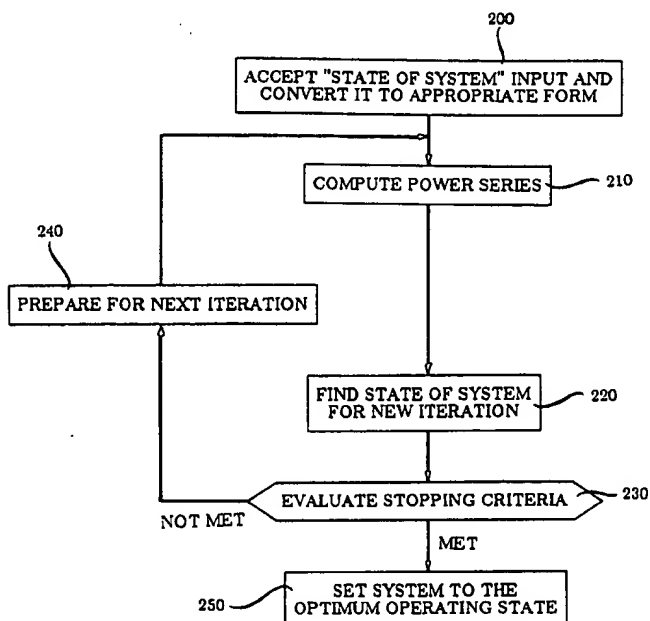 200
ACCEPT "STATE OF SYSTEM" INPUT AND
CONVERT IT TO APPROPRIATE FORM
COMPUTE POWER SERIES
210
240
PREPARE FOR NEXT ITERATION
FIND STATE OF SYSTEM
FOR NEW ITERATION
220
EVALUATE STOPPING CRITERIA
230
NOT MET
MET
SET SYSTEM TO THE
OPTIMUM OPERATING STATE
250